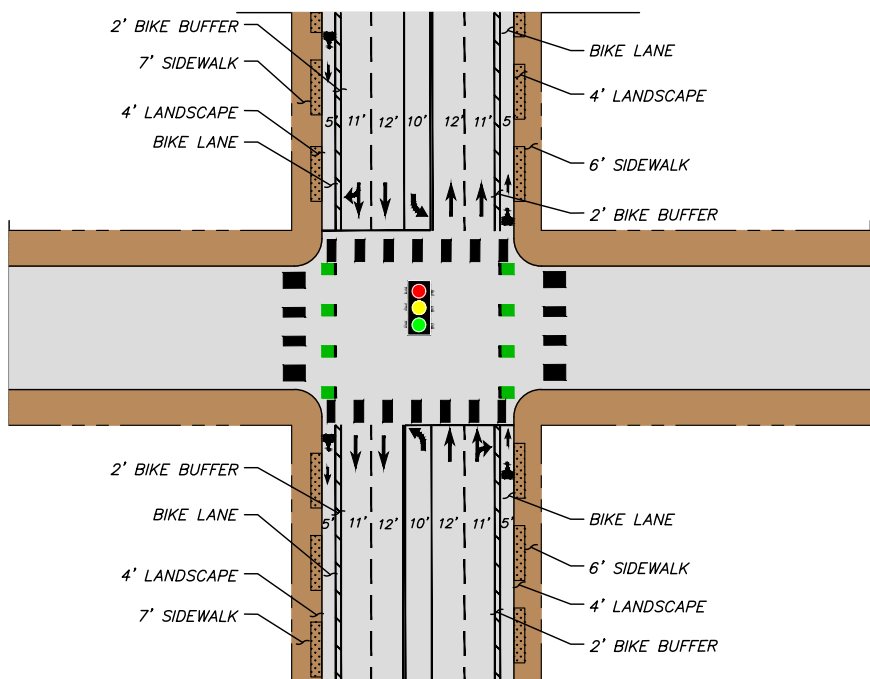 2' BIKE BUFFER
7' SIDEWALK
4' LANDSCAPE
BIKE LANE
BIKE LANE
4' LANDSCAPE
6' SIDEWALK
2' BIKE BUFFER
5' 11' 12' 10' 12' 11' 5'
2' BIKE BUFFER
BIKE LANE
4' LANDSCAPE
7' SIDEWALK
5' 11' 12' 10' 12' 11' 5'
BIKE LANE
6' SIDEWALK
4' LANDSCAPE
2' BIKE BUFFER